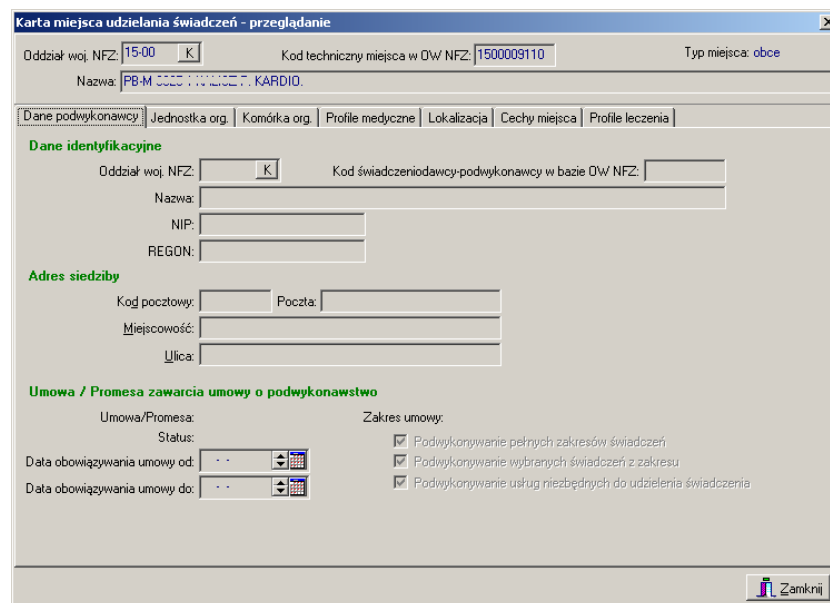 Karta miejsca udzielania świadczeń - przeglądanie
Oddział woj. NFZ: 15-00 K Kod techniczny miejsca w OW NFZ: 1500009110 Typ miejsca: obce
Nazwa: PB-M KARDIO.
Dane podwykonawcy Jednostka org. Komórka org. Profile medyczne Lokalizacja Cechy miejsca Profile leczenia
Dane identyfikacyjne
Oddział woj. NFZ: K Kod świadczeniodawcy-podwykonawcy w bazie OW NFZ:
Nazwa:
NIP:
REGON:
Adres siedziby
Kod pocztowy: Poczta:
Miejscowość:
Ulica:
Umowa / Promesa zawarcia umowy o podwykonawstwo
Umowa/Promesa: Zakres umowy:
Status: Podwykonywanie pełnych zakresów świadczeń
Data obowiązywania umowy od: - - Podwykonywanie wybranych świadczeń z zakresu
Data obowiązywania umowy do: - - Podwykonywanie usług niezbędnych do udzielenia świadczenia
Zamknij